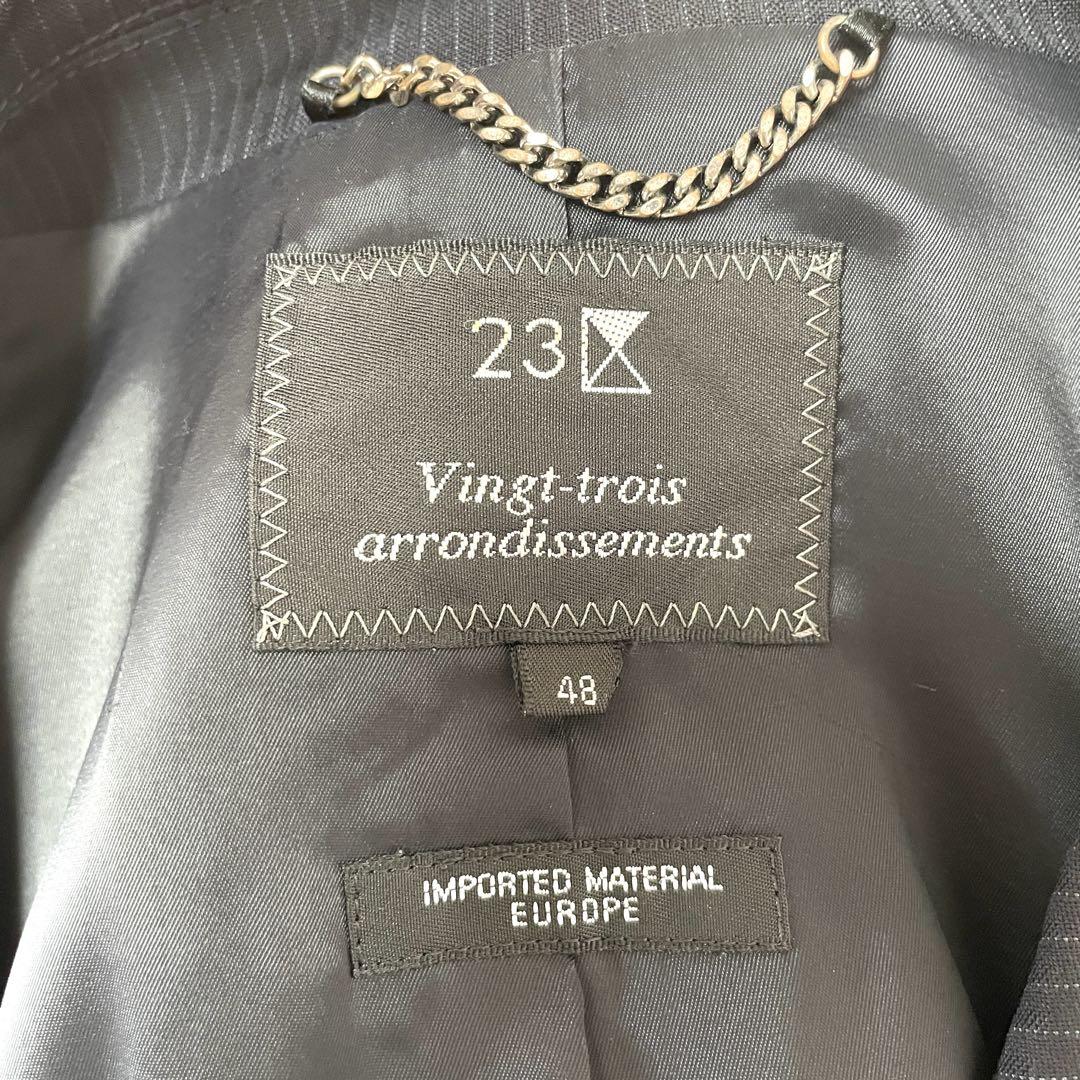 23
Vingt-trois
arrondissements
48
IMPORTED MATERIAL
EUROPE